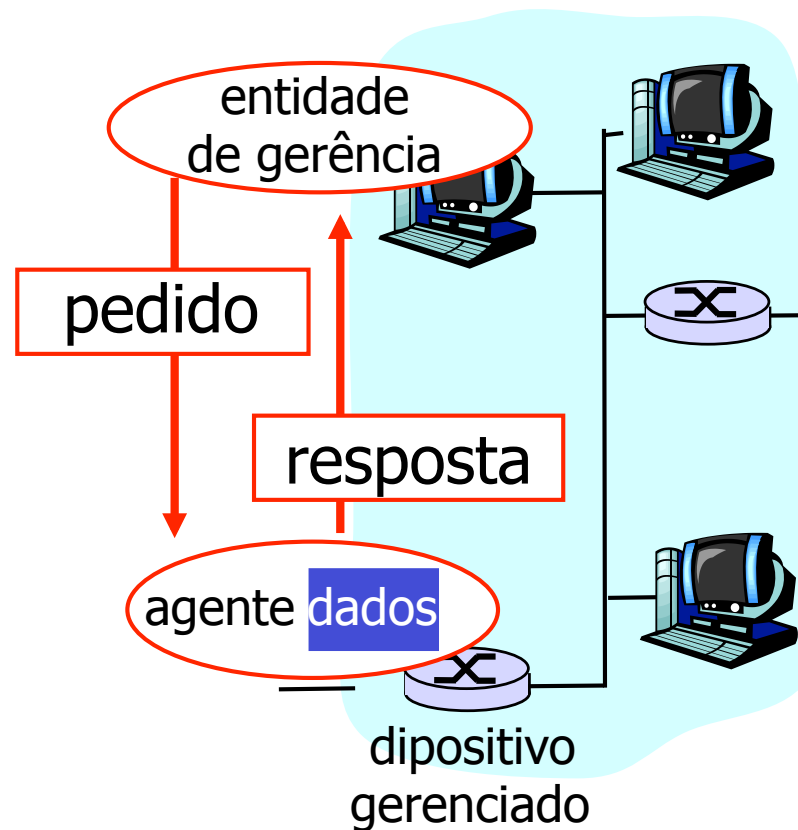 entidade
de gerência
pedido
resposta
agente dados
dipositivo
gerenciado